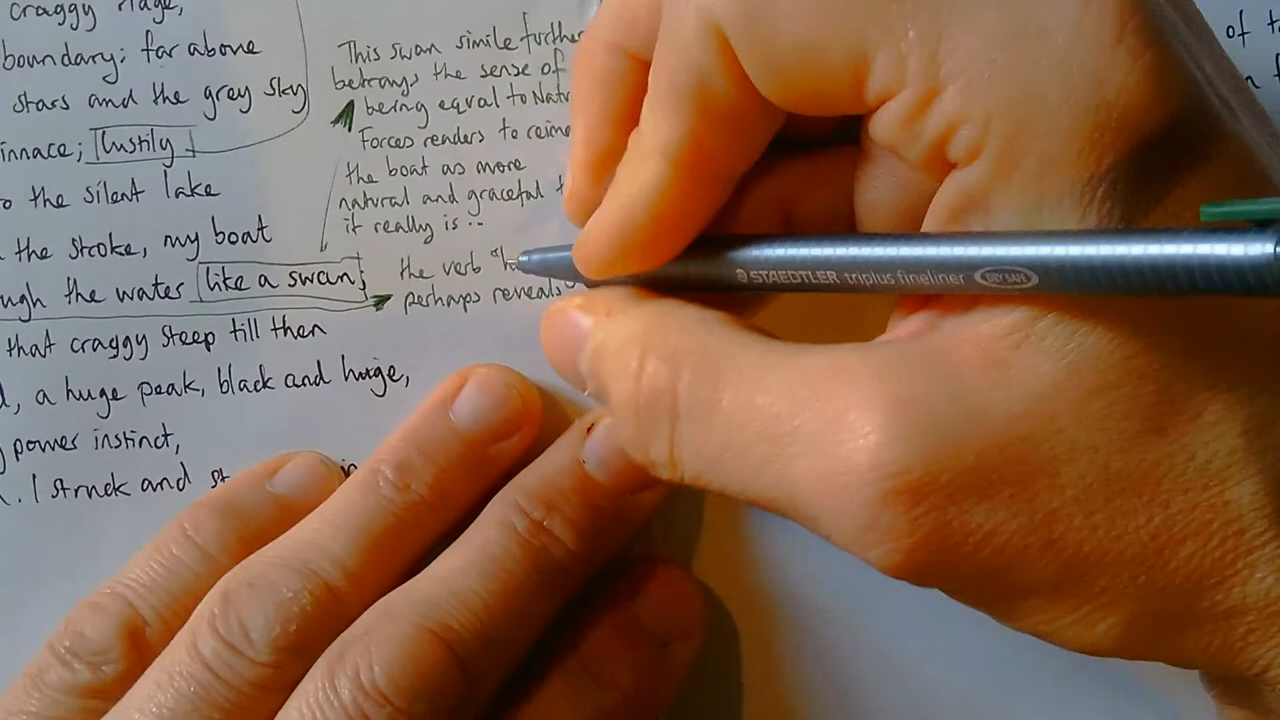 craggy
boundary; far above
stars and the grey sky
innace; lustily
the silent lake
the stroke, my boat
ugh the water like a swan;
that craggy steep till then
a huge peak, black and huge,
power instinct,
I struck and
This swan simile further
betrays the sense of
being equal to Natu
Forces readers to reima
the boat as more
natural and graceful t
it really is ...
the verb "h
perhaps reveals
STAEDTLER triplus fineliner DRY SAFE
of